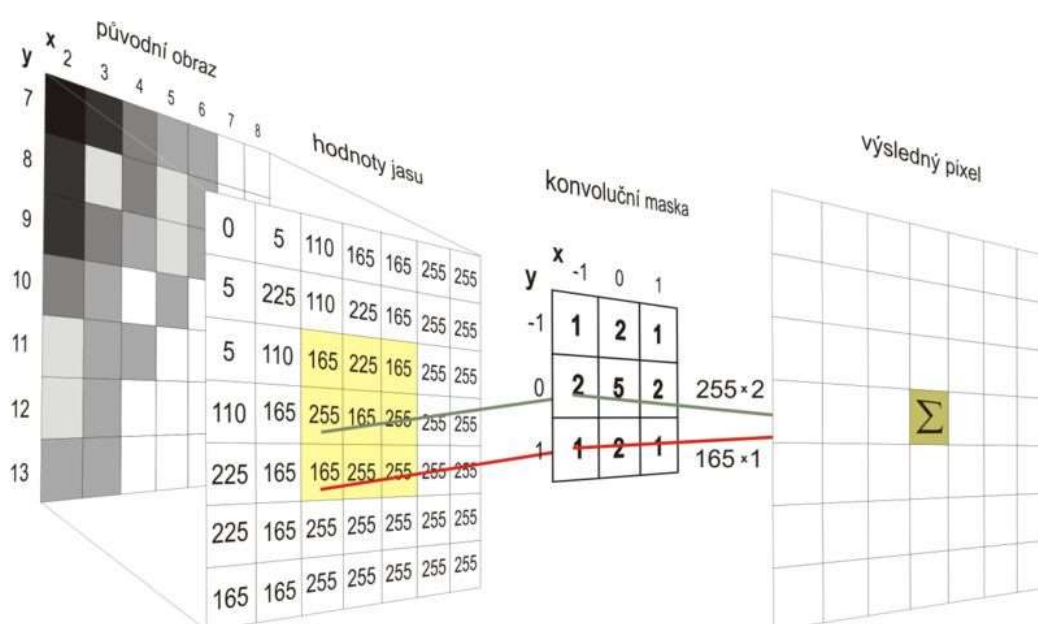 původní obraz
x
y
2 3 4 5 6 7 8
7
8
9
10
11
12
13
hodnoty jasu
0 5 110 165 165 255 255
5 225 110 225 165 255 255
5 110 165 225 165 255 255
110 165 255 165 255 255 255
225 165 165 255 255 255 255
225 165 255 255 255 255 255
165 165 255 255 255 255 255
konvoluční maska
x
y
-1 0 1
-1 1 2 1
0 2 5 2
1 1 2 1
255×2
165×1
výsledný pixel
Σ